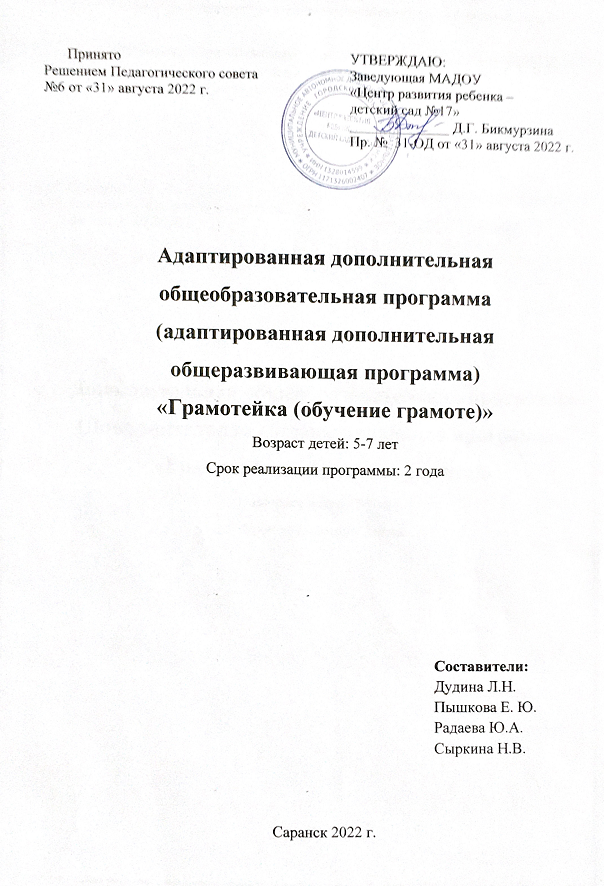 Принято
Решением Педагогического совета
№6 от «31» августа 2022 г.
УТВЕРЖДАЮ:
Заведующая МАДОУ
«Центр развития ребенка –
детский сад №17»
Д.Г. Бикмурзина
Пр. № 31-ОД от «31» августа 2022 г.
Адаптированная дополнительная
общеобразовательная программа
(адаптированная дополнительная
общеразвивающая программа)
«Грамотейка (обучение грамоте)»
Возраст детей: 5-7 лет
Срок реализации программы: 2 года
Составители:
Дудина Л.Н.
Пышкова Е. Ю.
Радаева Ю.А.
Сыркина Н.В.
Саранск 2022 г.